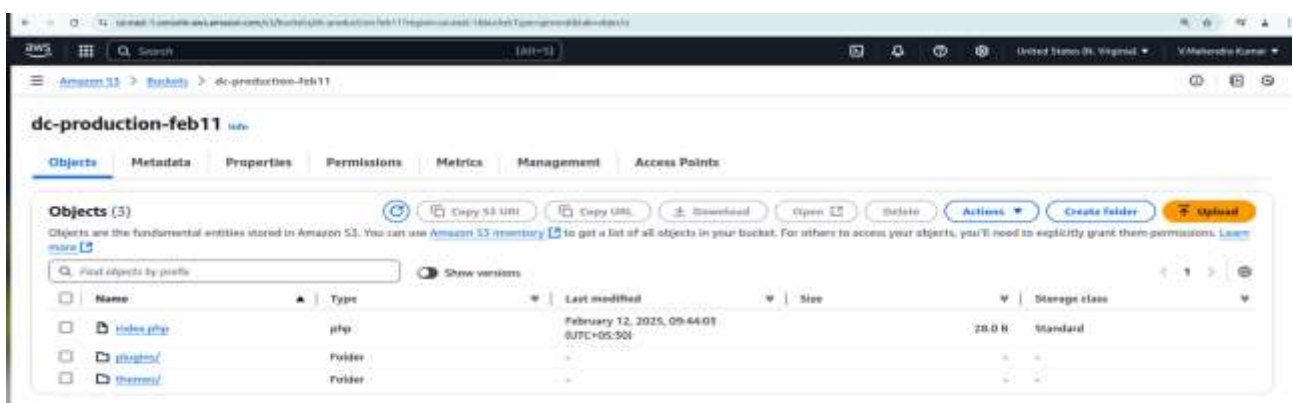 aws Search [Alt+S] United States (N. Virginia) V.Mahendra Kumar
Amazon S3 > Buckets > dc-production-feb11
dc-production-feb11 Info
Objects Metadata Properties Permissions Metrics Management Access Points
Objects (3) Copy S3 URI Copy URL Download Open Delete Actions Create folder Upload
Objects are the fundamental entities stored in Amazon S3. You can use Amazon S3 inventory to get a list of all objects in your bucket. For others to access your objects, you'll need to explicitly grant them permissions. Learn
more
Find objects by prefix Show versions 1
Name Type Last modified Size Storage class
index.php php February 12, 2025, 09:44:03 28.0 B Standard
(UTC+05:30)
plugins/ Folder - - -
themes/ Folder - - -